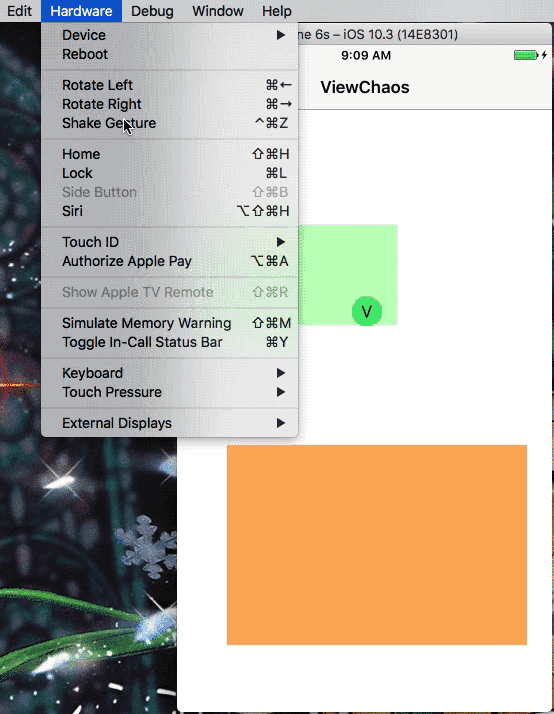 Edit Hardware Debug Window Help
Device
Reboot
Rotate Left ⌘←
Rotate Right ⌘→
Shake Gesture ^⌘Z
Home ⇧⌘H
Lock ⌘L
Side Button ⇧⌘B
Siri ⌥⇧⌘H
Touch ID
Authorize Apple Pay ⌥⌘A
Show Apple TV Remote ⇧⌘R
Simulate Memory Warning ⇧⌘M
Toggle In-Call Status Bar ⌘Y
Keyboard
Touch Pressure
External Displays
ne 6s – iOS 10.3 (14E8301)
9:09 AM
ViewChaos
V